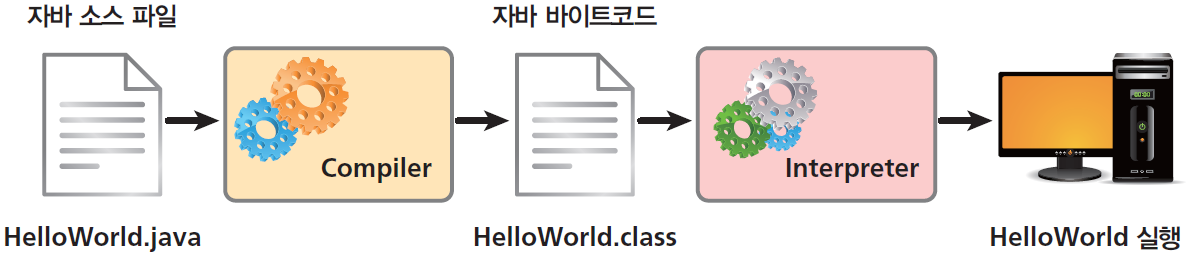 자바 소스 파일
자바 바이트코드
Compiler
Interpreter
HelloWorld.java
HelloWorld.class
HelloWorld 실행